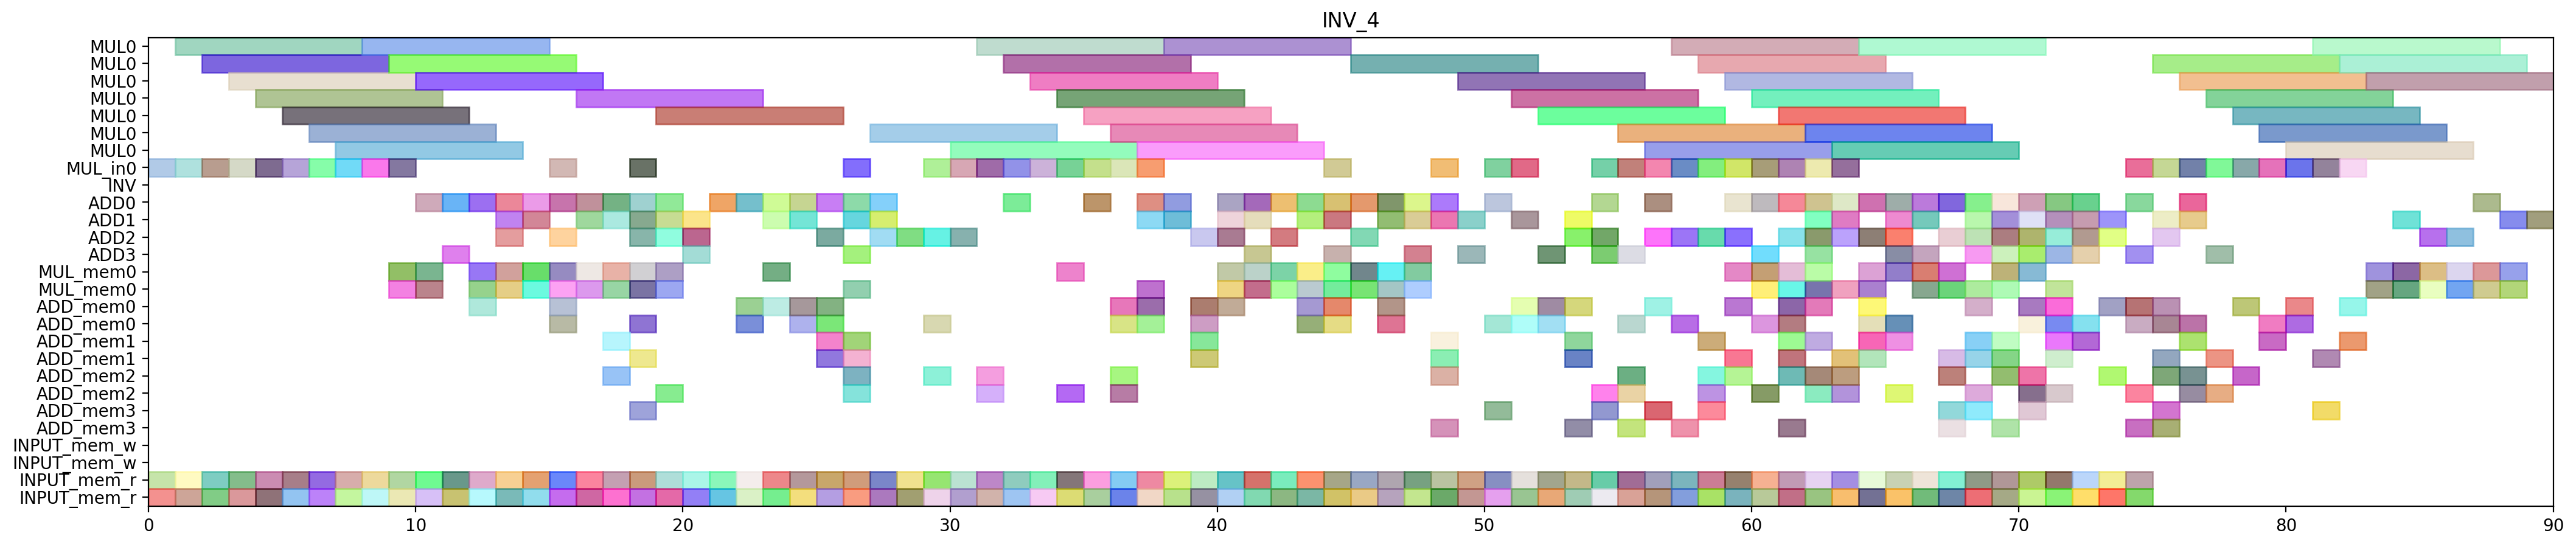 INV_4
MUL0
MUL0
MUL0
MUL0
MUL0
MUL0
MUL0
MUL_in0
INV
ADD0
ADD1
ADD2
ADD3
MUL_mem0
MUL_mem0
ADD_mem0
ADD_mem0
ADD_mem1
ADD_mem1
ADD_mem2
ADD_mem2
ADD_mem3
ADD_mem3
INPUT_mem_w
INPUT_mem_w
INPUT_mem_r
INPUT_mem_r
0 10 20 30 40 50 60 70 80 90